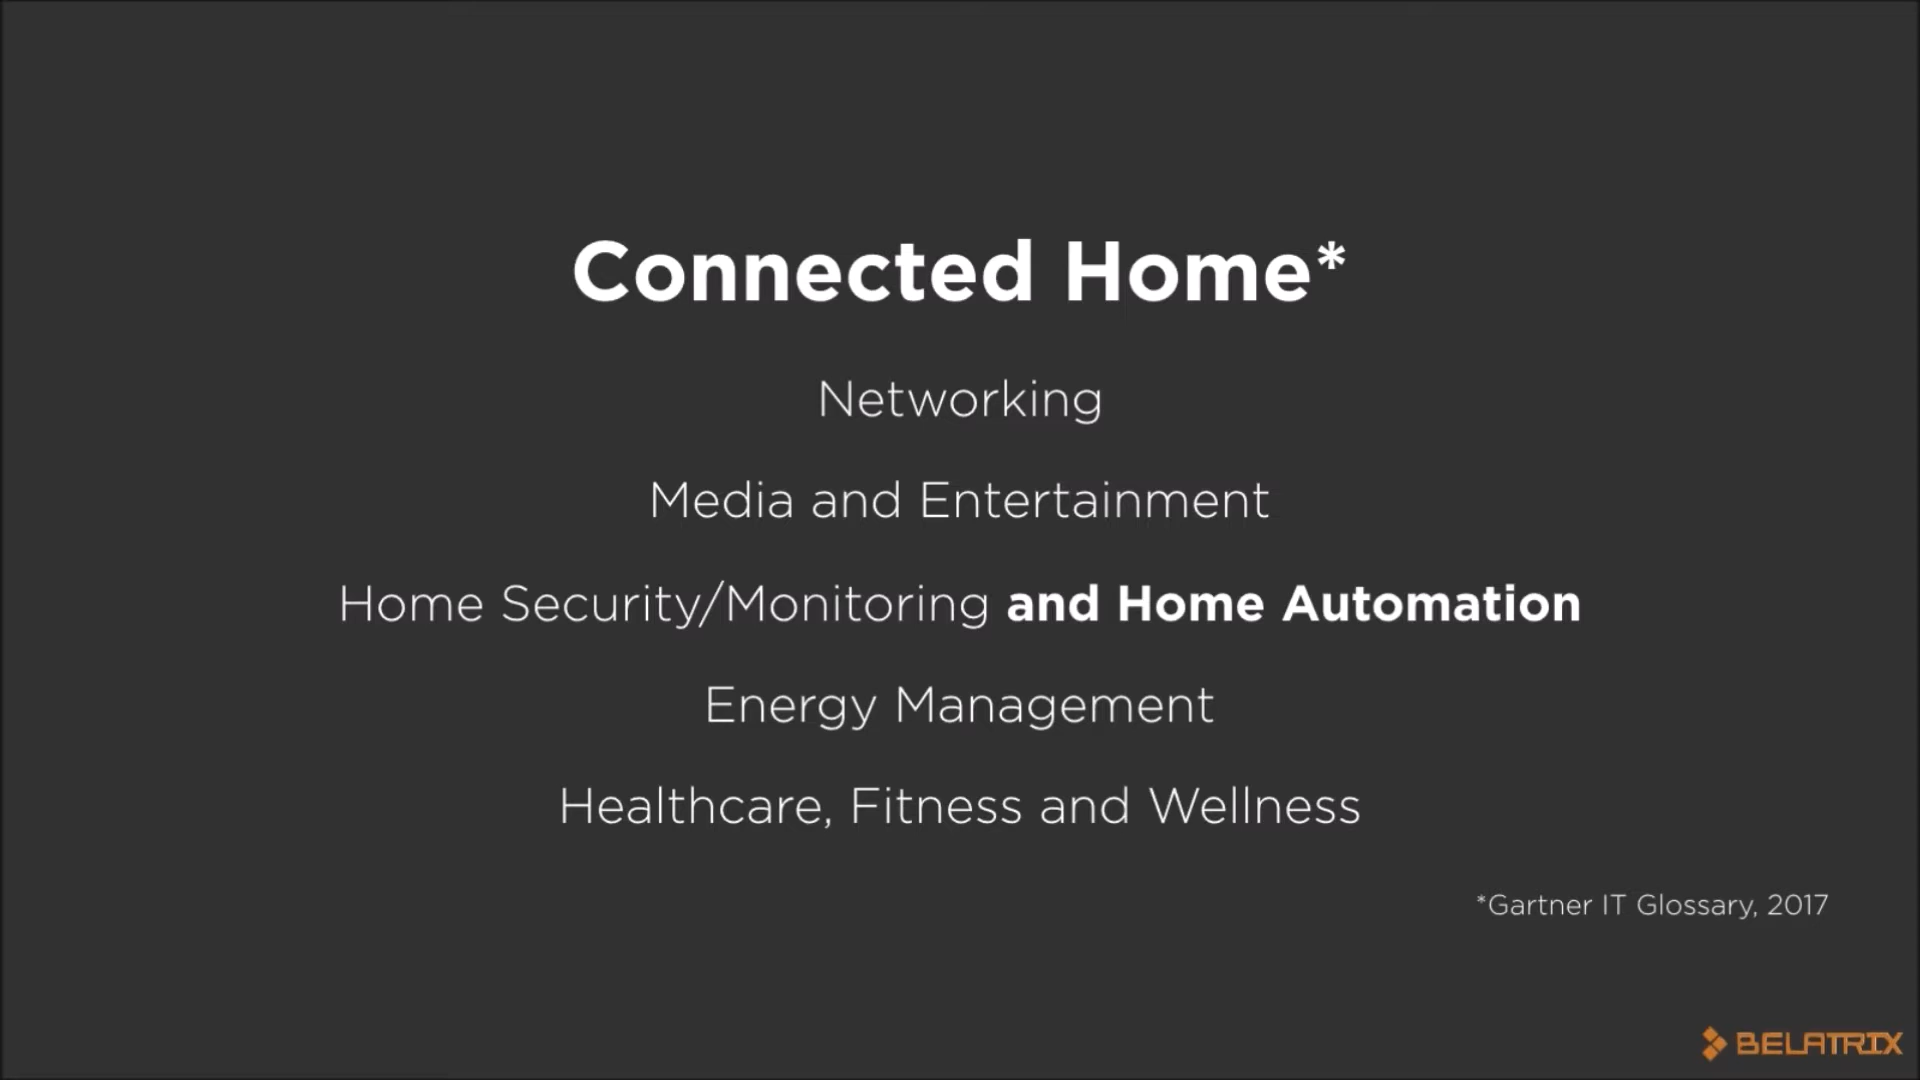 Connected Home*
Networking
Media and Entertainment
Home Security/Monitoring and Home Automation
Energy Management
Healthcare, Fitness and Wellness
*Gartner IT Glossary, 2017
BELATRIX